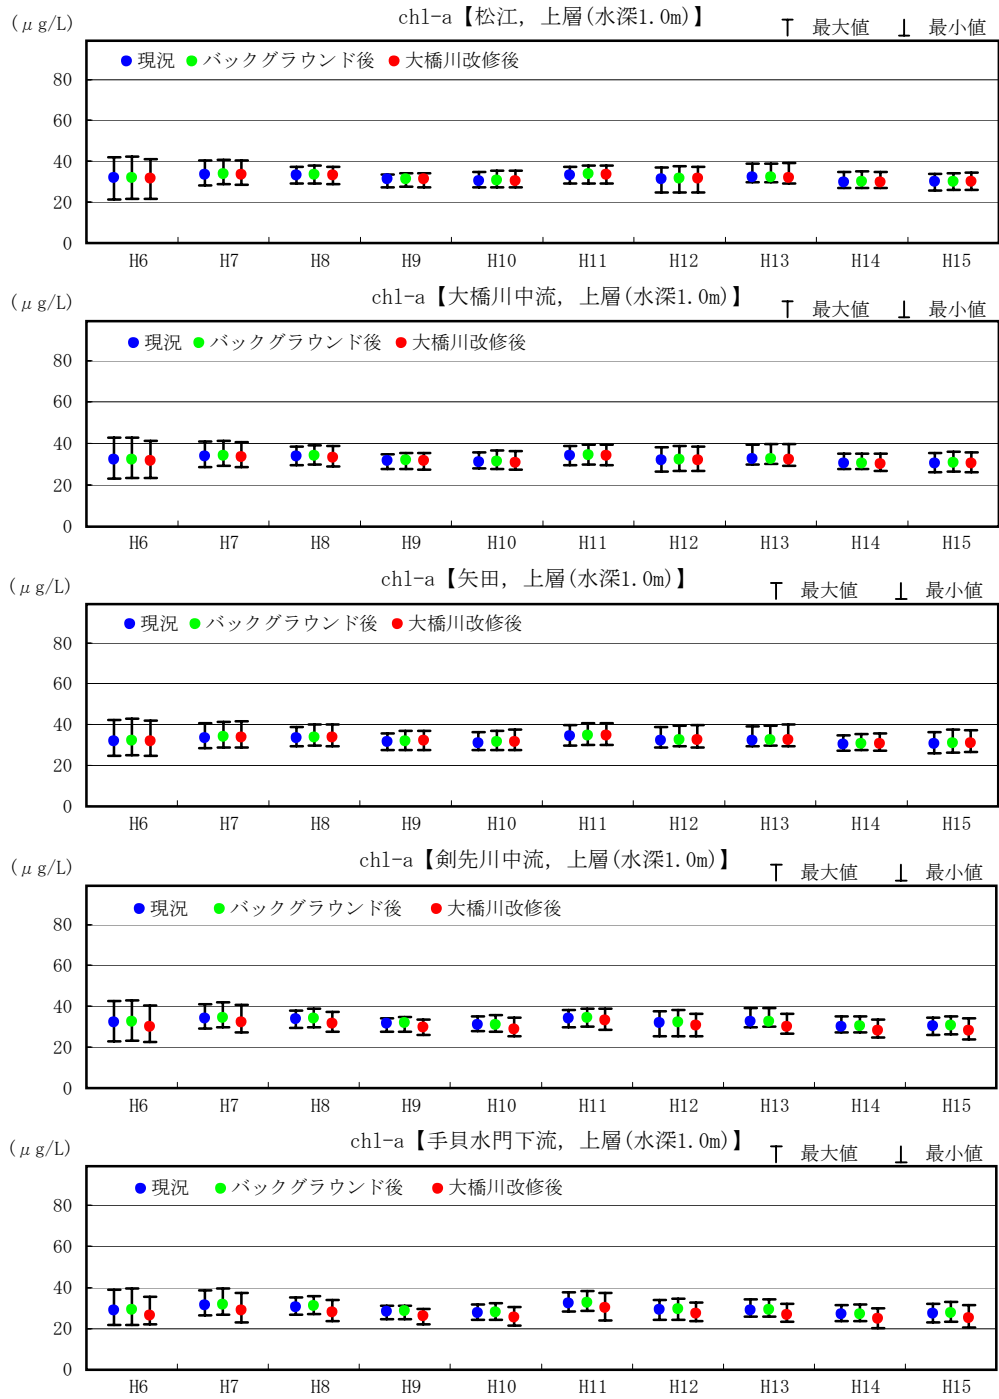 (μg/L)
chl-a【松江, 上層(水深1.0m)】
最大値 最小値
現況 バックグラウンド後 大橋川改修後
80
60
40
20
0
H6 H7 H8 H9 H10 H11 H12 H13 H14 H15
(μg/L)
chl-a【大橋川中流, 上層(水深1.0m)】
最大値 最小値
現況 バックグラウンド後 大橋川改修後
80
60
40
20
0
H6 H7 H8 H9 H10 H11 H12 H13 H14 H15
(μg/L)
chl-a【矢田, 上層(水深1.0m)】
最大値 最小値
現況 バックグラウンド後 大橋川改修後
80
60
40
20
0
H6 H7 H8 H9 H10 H11 H12 H13 H14 H15
(μg/L)
chl-a【剣先川中流, 上層(水深1.0m)】
最大値 最小値
現況 バックグラウンド後 大橋川改修後
80
60
40
20
0
H6 H7 H8 H9 H10 H11 H12 H13 H14 H15
(μg/L)
chl-a【手貝水門下流, 上層(水深1.0m)】
最大値 最小値
現況 バックグラウンド後 大橋川改修後
80
60
40
20
0
H6 H7 H8 H9 H10 H11 H12 H13 H14 H15